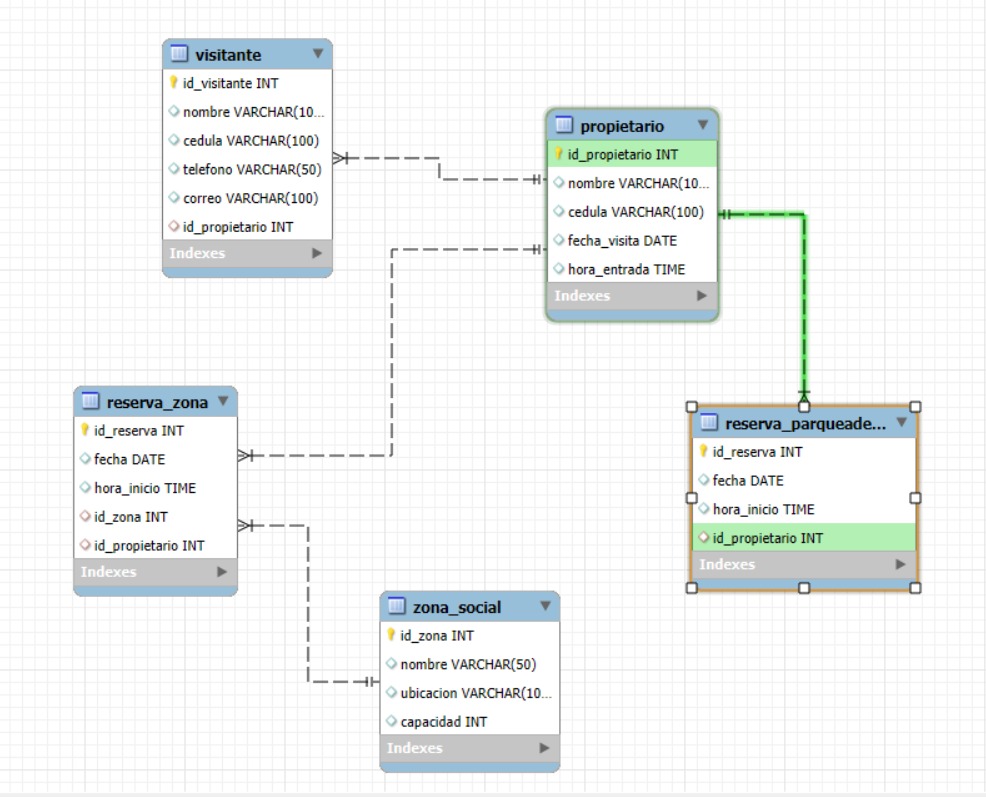 visitante
id_visitante INT
nombre VARCHAR(10...
cedula VARCHAR(100)
telefono VARCHAR(50)
correo VARCHAR(100)
id_propietario INT
Indexes
propietario
id_propietario INT
nombre VARCHAR(10...
cedula VARCHAR(100)
fecha_visita DATE
hora_entrada TIME
Indexes
reserva_zona
id_reserva INT
fecha DATE
hora_inicio TIME
id_zona INT
id_propietario INT
Indexes
reserva_parqueade...
id_reserva INT
fecha DATE
hora_inicio TIME
id_propietario INT
Indexes
zona_social
id_zona INT
nombre VARCHAR(50)
ubicacion VARCHAR(10...
capacidad INT
Indexes